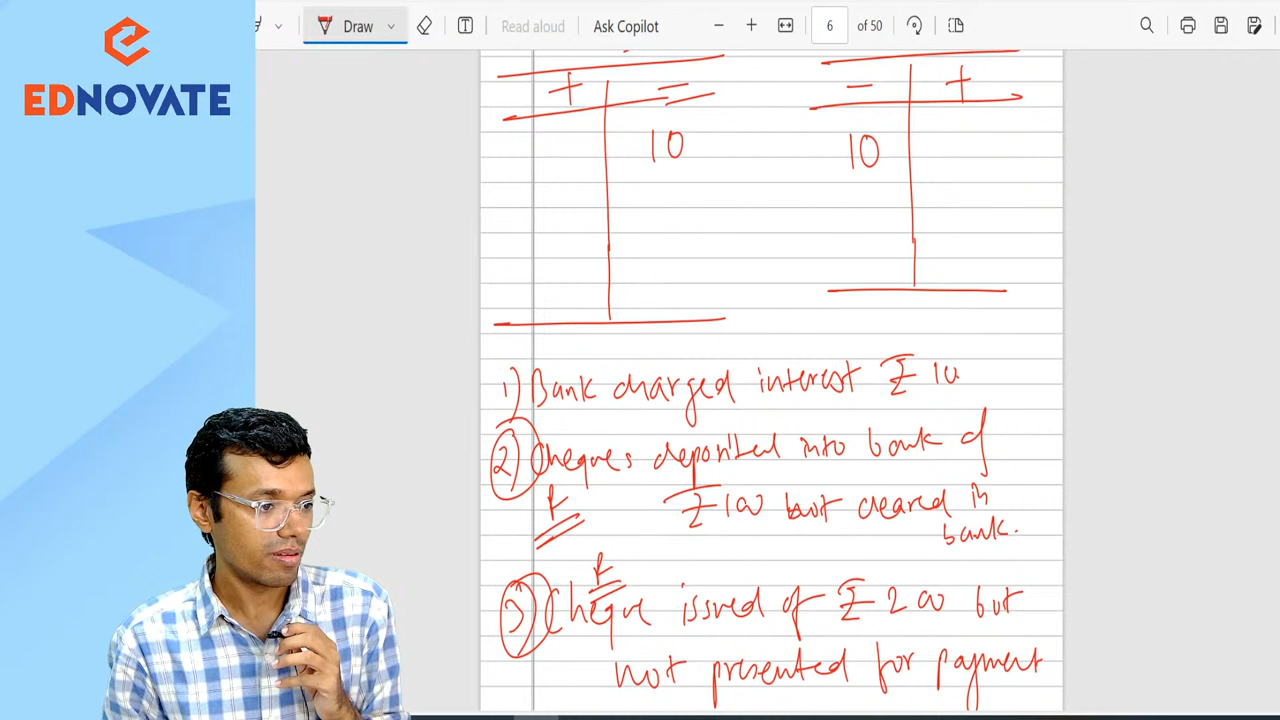 Draw
Read aloud
Ask Copilot
6
of 50
EDNOVATE
+ = - +
10 10
1) Bank charged interest ₹ 10
2) Cheques deposited into bank of
₹ 100 but cleared in
bank.
3) Cheque issued of ₹ 200 but
not presented for payment